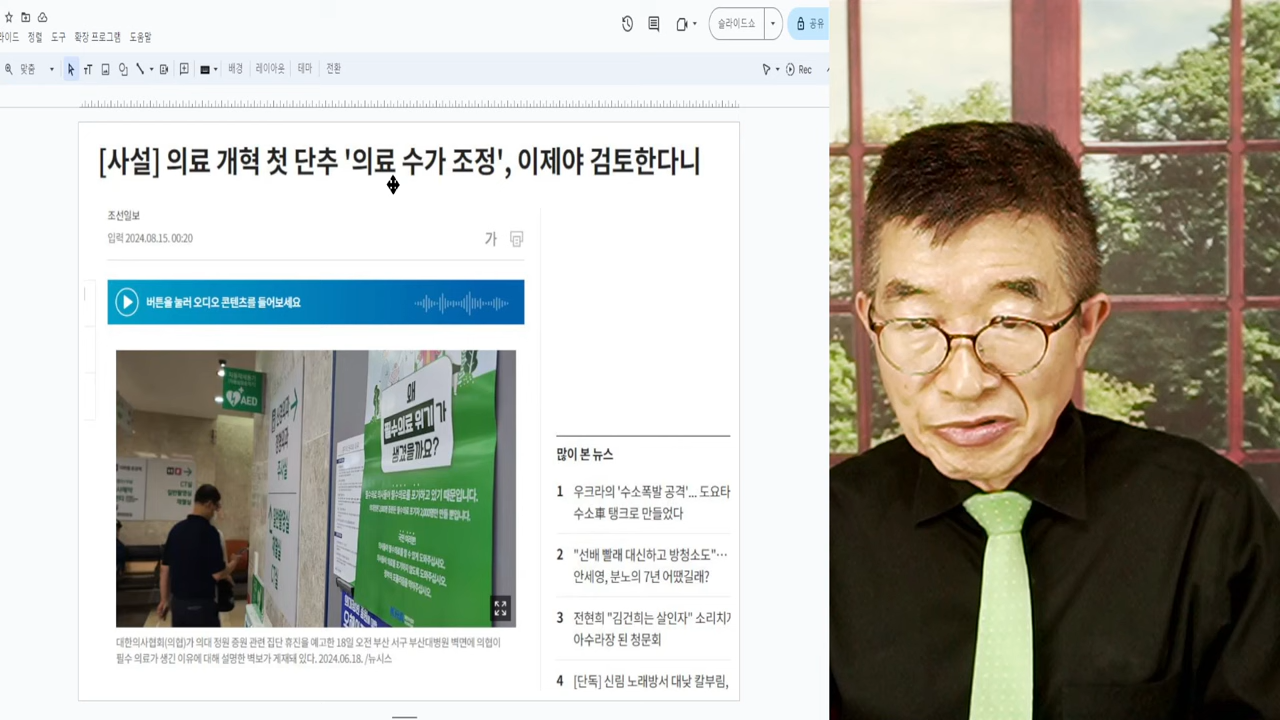 라이드 정렬 도구 확장 프로그램 도움말
슬라이드쇼
공유
맞춤
배경 레이아웃 테마 전환
Rec
[사설] 의료 개혁 첫 단추 '의료 수가 조정', 이제야 검토한다니
조선일보
입력 2024.08.15. 00:20
가
버튼을 눌러 오디오 콘텐츠를 들어보세요
AED
왜
필수의료 위기가
생겼을까요?
주사실
CT실
대한의사협회(의협)가 의대 정원 증원 관련 집단 휴진을 예고한 18일 오전 부산 서구 부산대병원 벽면에 의협이
필수 의료가 생긴 이유에 대해 설명한 벽보가 게재돼 있다. 2024.06.18. /뉴시스
많이 본 뉴스
1 우크라의 '수소폭발 공격'... 도요타
수소車 탱크로 만들었다
2 "선배 빨래 대신하고 방청소도"…
안세영, 분노의 7년 어땠길래?
3 전현희 "김건희는 살인자" 소리치자
아수라장 된 청문회
4 [단독] 신림 노래방서 대낮 칼부림,